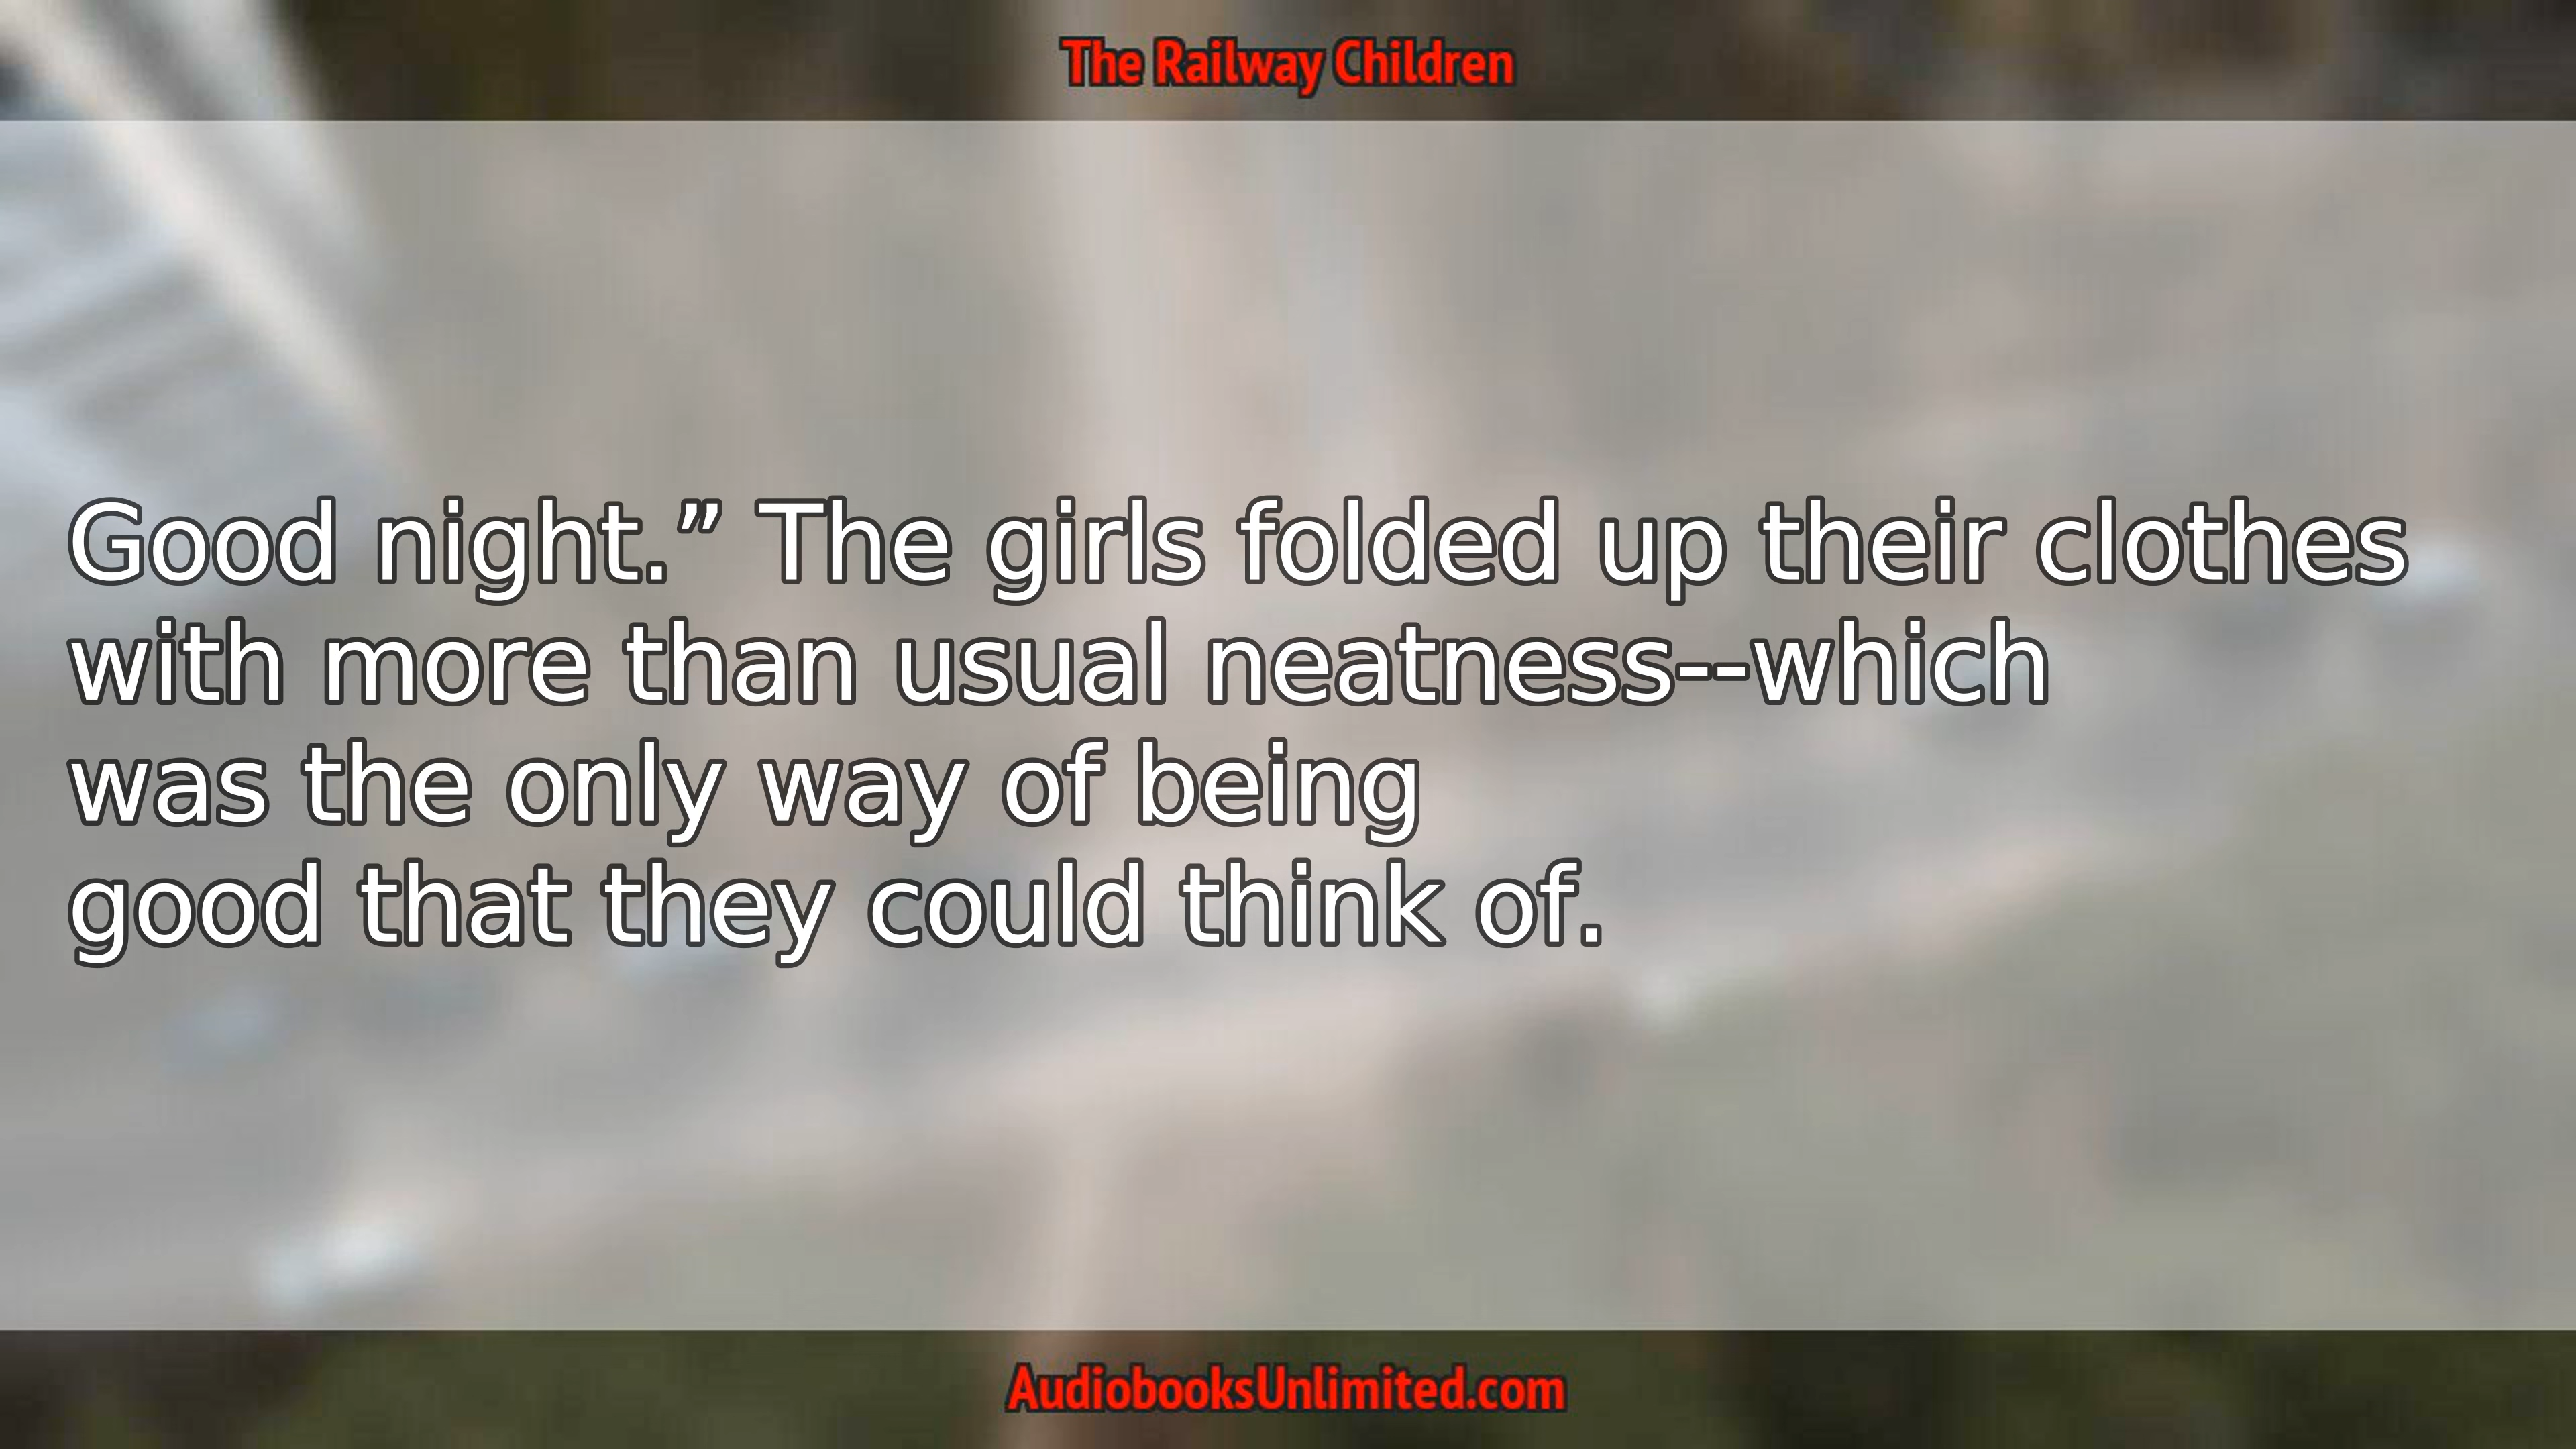 The Railway Children
Good night.” The girls folded up their clothes
with more than usual neatness--which
was the only way of being
good that they could think of.
AudiobooksUnlimited.com